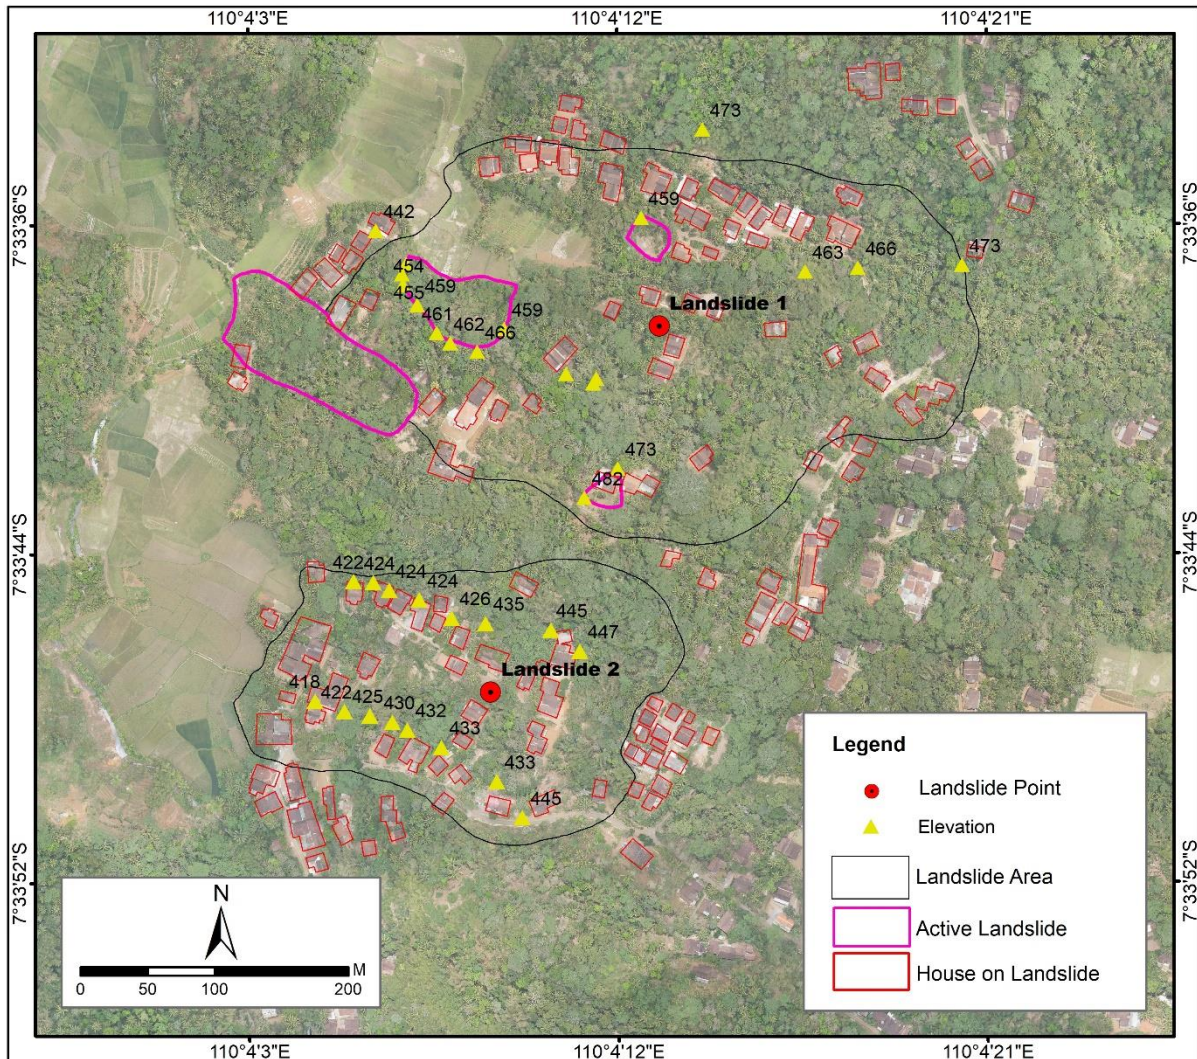 110°4'3"E
110°4'12"E
110°4'21"E
7°33'36"S
7°33'36"S
7°33'44"S
7°33'44"S
7°33'52"S
7°33'52"S
473
442
459
463
466
473
454
459
455
461
462
466
459
Landslide 1
473
482
422
424
424
424
426
435
445
447
Landslide 2
418
422
425
430
432
433
433
445
Legend
Landslide Point
Elevation
Landslide Area
Active Landslide
House on Landslide
N
M
0
50
100
200
110°4'3"E
110°4'12"E
110°4'21"E